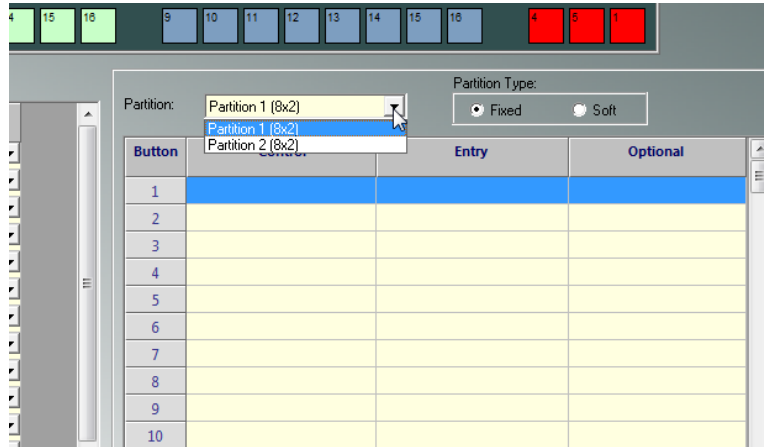 4 15 16 9 10 11 12 13 14 15 16 4 5 1
Partition Type:
Partition: Partition 1 (8x2) Fixed Soft
Partition 1 (8x2)
Partition 2 (8x2)
Button Control Entry Optional
1
2
3
4
5
6
7
8
9
10